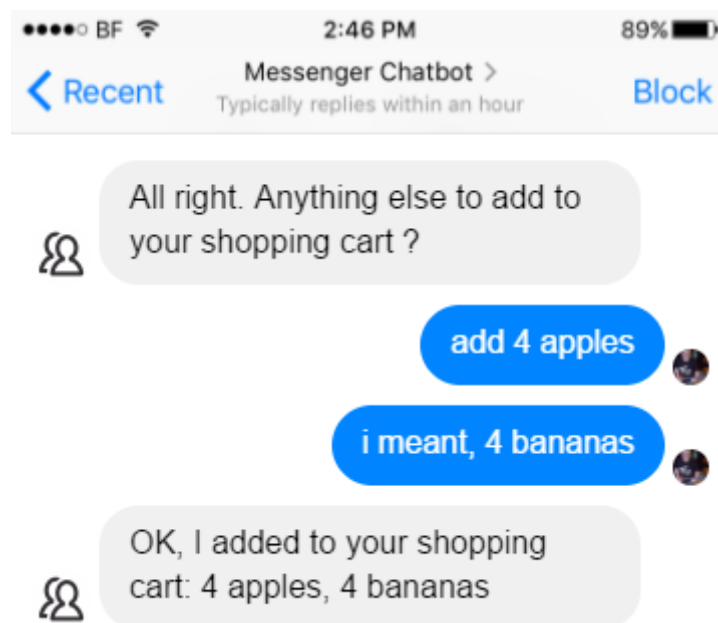 BF 2:46 PM 89%
Recent Messenger Chatbot > Block
Typically replies within an hour
All right. Anything else to add to
your shopping cart ?
add 4 apples
i meant, 4 bananas
OK, I added to your shopping
cart: 4 apples, 4 bananas